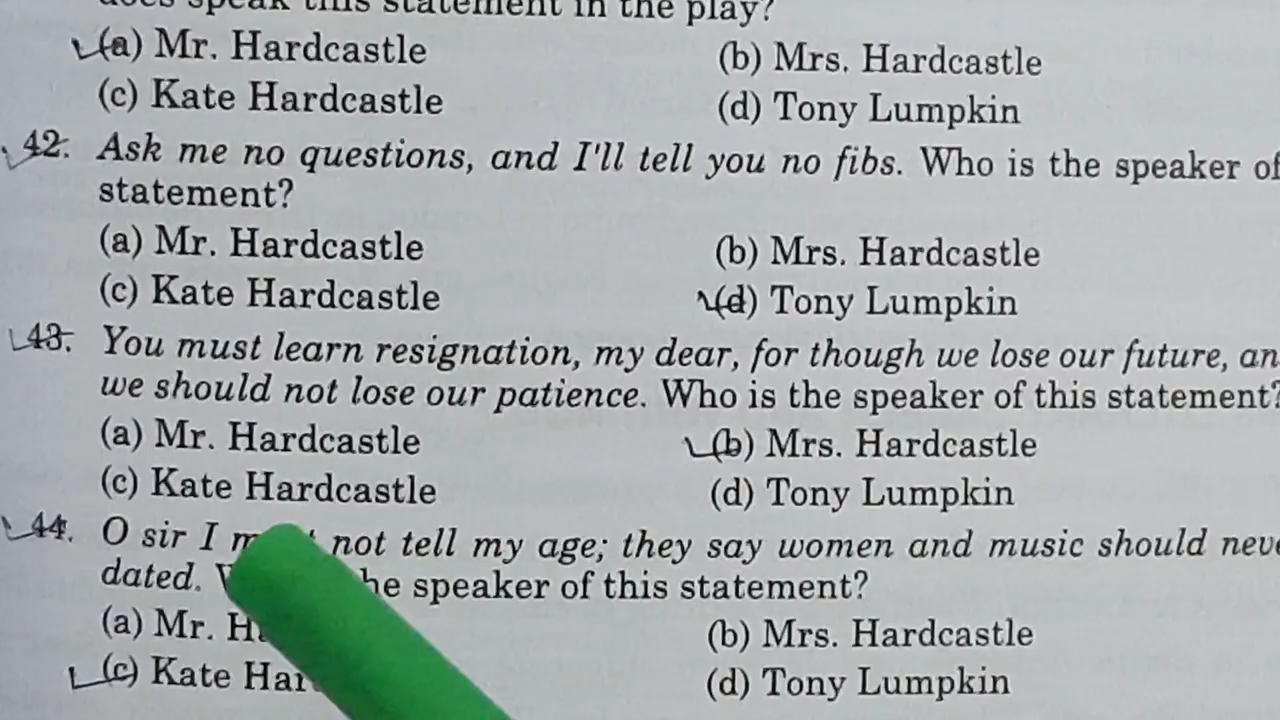 does speak this statement in the play?
(a) Mr. Hardcastle (b) Mrs. Hardcastle
(c) Kate Hardcastle (d) Tony Lumpkin
42. Ask me no questions, and I'll tell you no fibs. Who is the speaker of
statement?
(a) Mr. Hardcastle (b) Mrs. Hardcastle
(c) Kate Hardcastle (d) Tony Lumpkin
43. You must learn resignation, my dear, for though we lose our future, an
we should not lose our patience. Who is the speaker of this statement?
(a) Mr. Hardcastle (b) Mrs. Hardcastle
(c) Kate Hardcastle (d) Tony Lumpkin
44. O sir I not tell my age; they say women and music should neve
dated. he speaker of this statement?
(a) Mr. H (b) Mrs. Hardcastle
(c) Kate Har (d) Tony Lumpkin